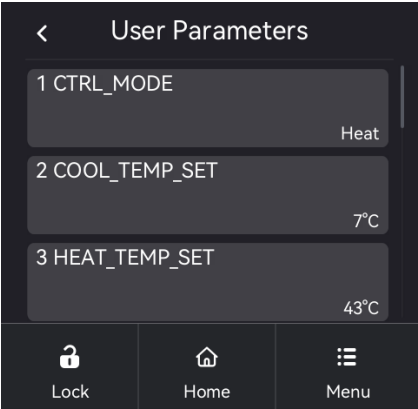 User Parameters
1 CTRL_MODE
Heat
2 COOL_TEMP_SET
7°C
3 HEAT_TEMP_SET
43°C
Lock
Home
Menu